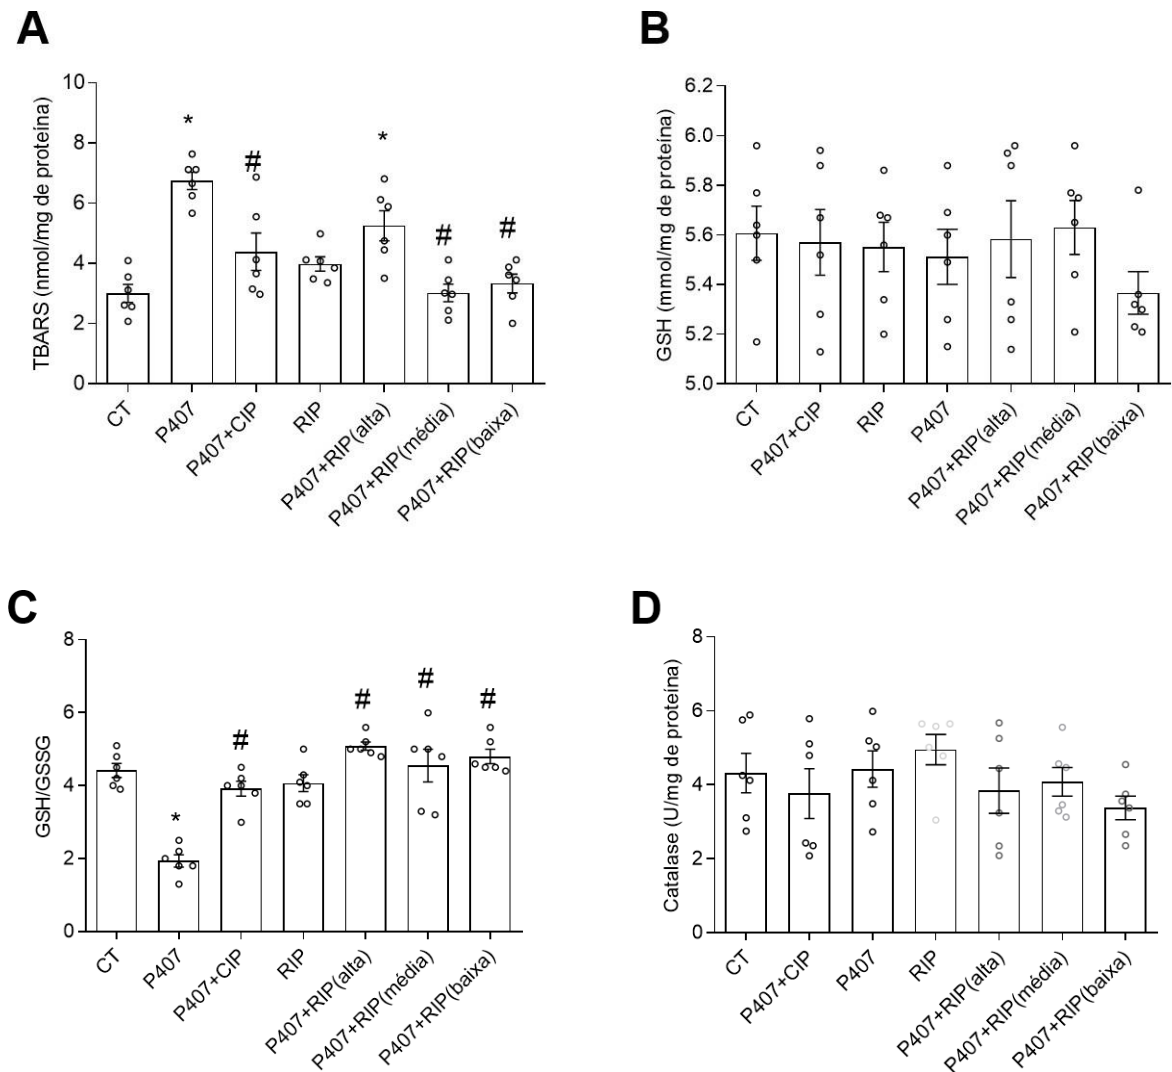 A
TBARS (nmol/mg de proteína)
10
8
6
4
2
0
*
#
*
#
#
CT
P407
P407+CIP
RIP
P407+RIP(alta)
P407+RIP(média)
P407+RIP(baixa)
B
GSH (mmol/mg de proteína)
6.2
6.0
5.8
5.6
5.4
5.2
5.0
CT
P407+CIP
RIP
P407
P407+RIP(alta)
P407+RIP(média)
P407+RIP(baixa)
C
GSH/GSSG
8
6
4
2
0
*
#
#
#
#
CT
P407
P407+CIP
RIP
P407+RIP(alta)
P407+RIP(média)
P407+RIP(baixa)
D
Catalase (U/mg de proteína)
8
6
4
2
0
CT
P407+CIP
P407
RIP
P407+RIP(alta)
P407+RIP(média)
P407+RIP(baixa)